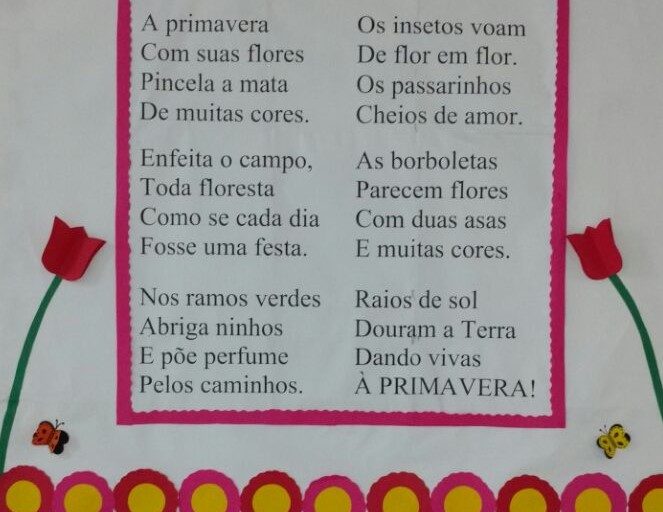 A primavera
Com suas flores
Pincela a mata
De muitas cores.
Enfeita o campo,
Toda floresta
Como se cada dia
Fosse uma festa.
Nos ramos verdes
Abriga ninhos
E põe perfume
Pelos caminhos.
Os insetos voam
De flor em flor.
Os passarinhos
Cheios de amor.
As borboletas
Parecem flores
Com duas asas
E muitas cores.
Raios de sol
Douram a Terra
Dando vivas
À PRIMAVERA!